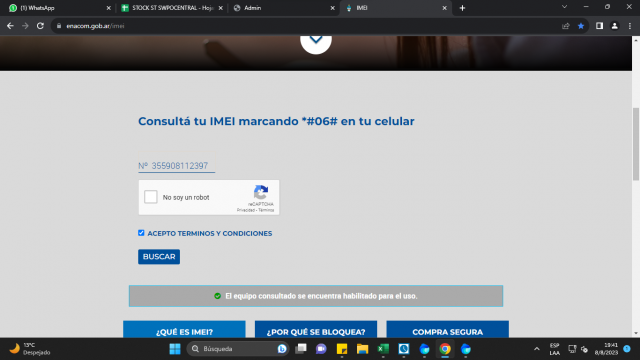 (1) WhatsApp
STOCK ST SWPOCENTRAL - Hoja
Admin
IMEI
enacom.gob.ar/imei
Consultá tu IMEI marcando *#06# en tu celular
Nº 355908112397
No soy un robot
reCAPTCHA
Privacidad - Términos
ACEPTO TERMINOS Y CONDICIONES
BUSCAR
El equipo consultado se encuentra habilitado para el uso.
¿QUÉ ES IMEI?
¿POR QUÉ SE BLOQUEA?
COMPRA SEGURA
13°C
Despejado
Búsqueda
ESP
LAA
19:41
8/8/2023